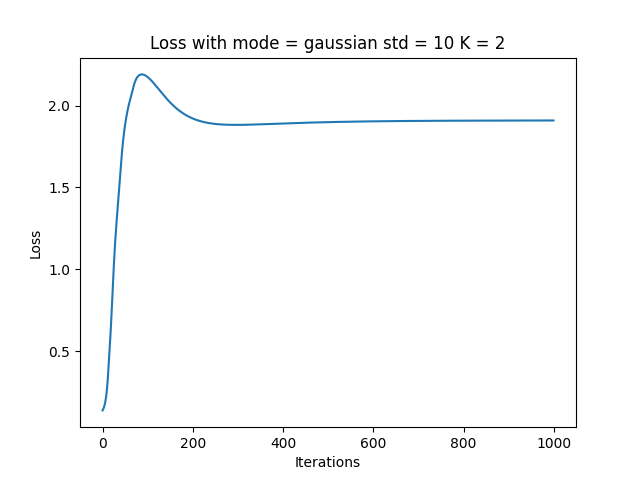 Loss with mode = gaussian std = 10 K = 2
2.0
1.5
1.0
0.5
Loss
0 200 400 600 800 1000
Iterations